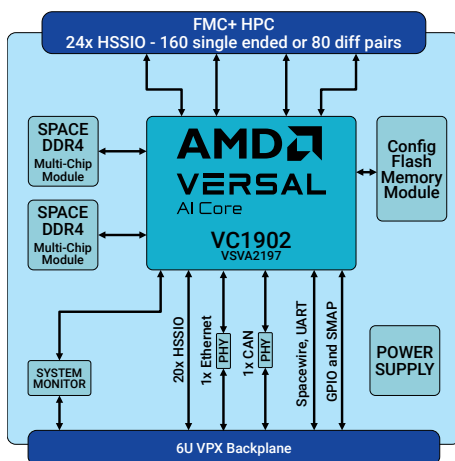 FMC+ HPC
24x HSSIO - 160 single ended or 80 diff pairs
SPACE
DDR4
Multi-Chip
Module
SPACE
DDR4
Multi-Chip
Module
AMD
VERSAL
AI Core
VC1902
VSVA2197
Config
Flash
Memory
Module
SYSTEM
MONITOR
20x HSSIO
1x Ethernet
PHY
1x CAN
PHY
Spacewire, UART
GPIO and SMAP
POWER
SUPPLY
6U VPX Backplane